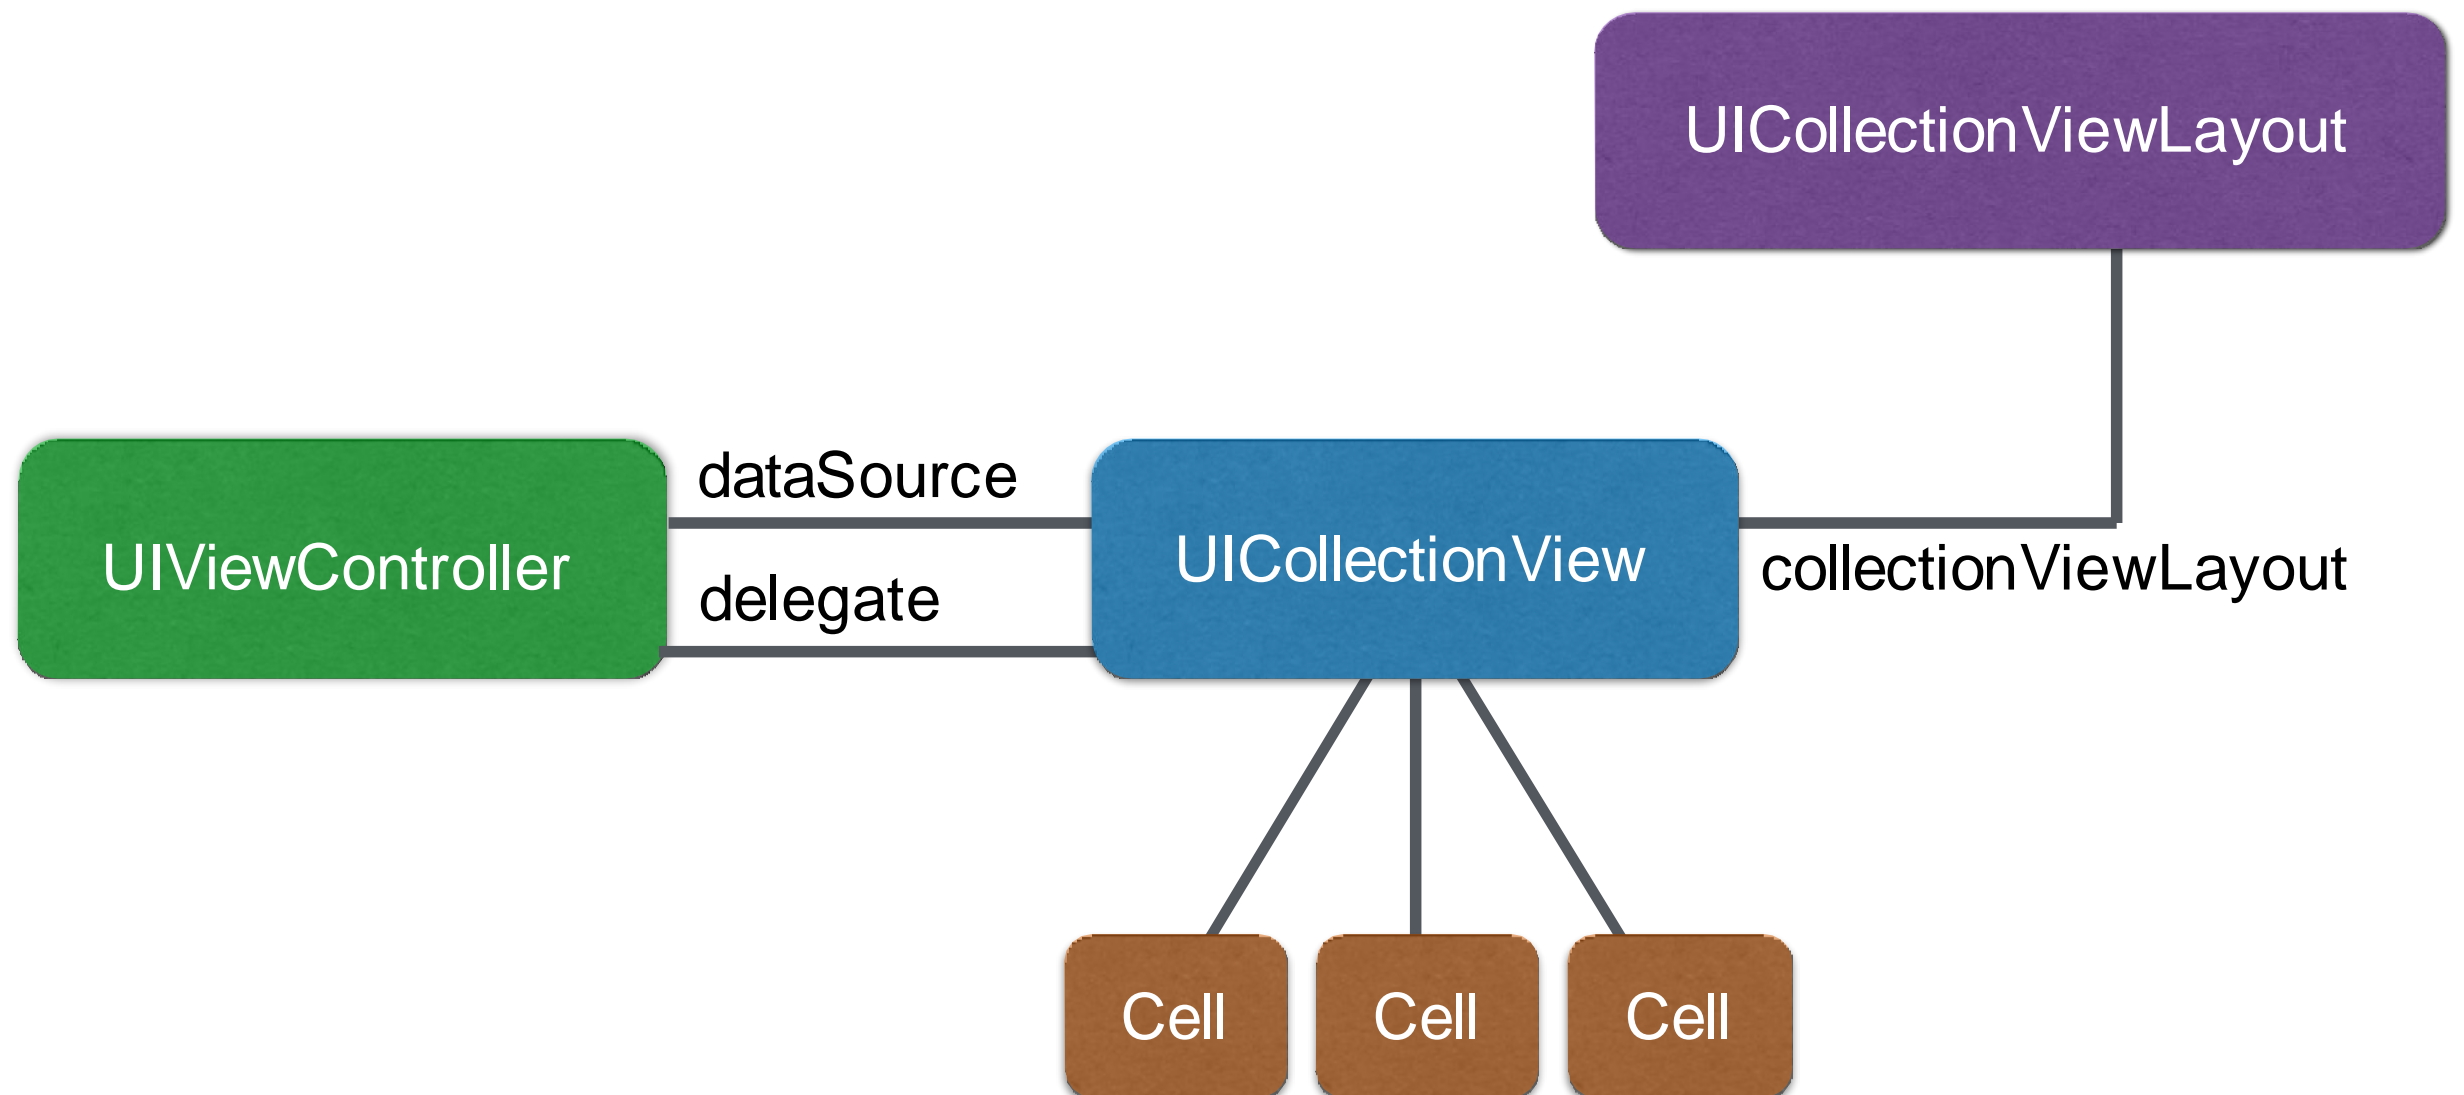 UICollectionViewLayout
dataSource
UIViewController
UICollectionView
collectionViewLayout
delegate
Cell
Cell
Cell